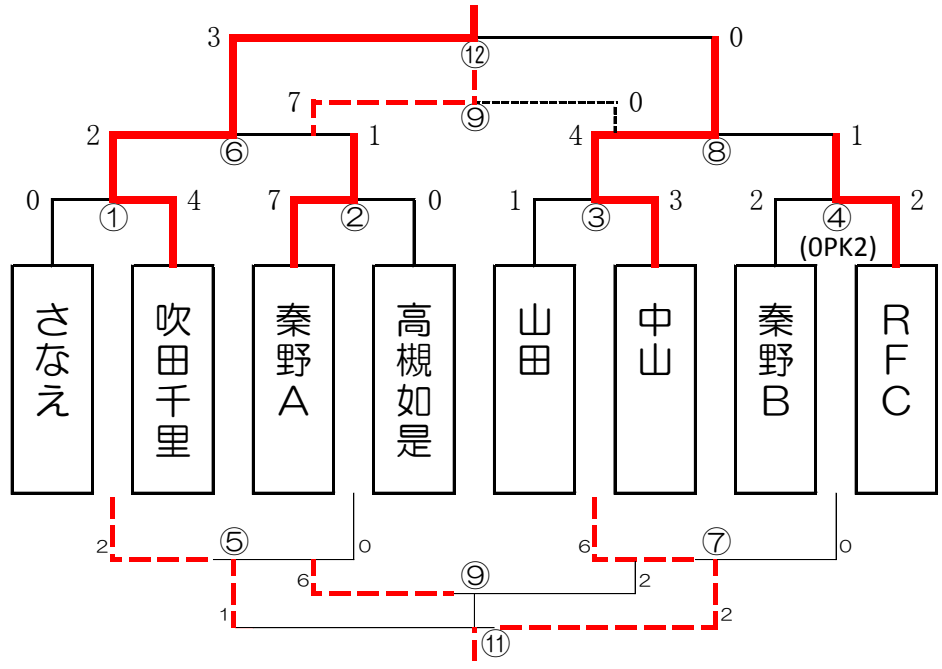 3 ⑫ 0
7 ⑨ 0
2 ⑥ 1 4 ⑧ 1
0 ① 4 7 ② 0 1 ③ 3 2 ④ 2
(0PK2)
さなえ
吹田千里
秦野A
高槻如是
山田
中山
秦野B
RFC
2 ⑤ 0 6 ⑦ 0
6 ⑨ 2
1 ⑪ 2